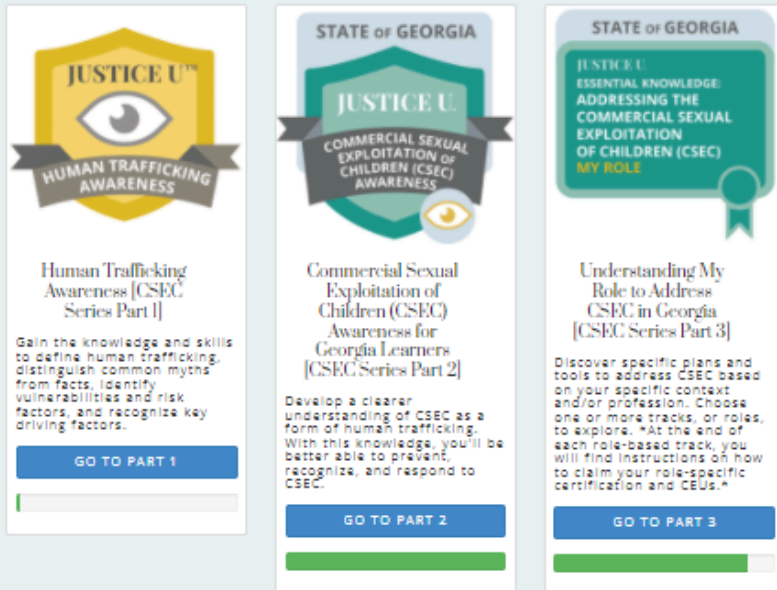 JUSTICE U™
HUMAN TRAFFICKING
AWARENESS
Human Trafficking
Awareness [CSEC
Series Part 1]
Gain the knowledge and skills
to define human trafficking,
distinguish common myths
from facts, identify
vulnerabilities and risk
factors, and recognize key
driving factors.
GO TO PART 1
STATE OF GEORGIA
JUSTICE U.
COMMERCIAL SEXUAL
EXPLOITATION OF
CHILDREN (CSEC)
AWARENESS
Commercial Sexual
Exploitation of
Children (CSEC)
Awareness for
Georgia Learners
[CSEC Series Part 2]
Develop a clearer
understanding of CSEC as a
form of human trafficking.
With this knowledge, you'll be
better able to prevent,
recognize, and respond to
CSEC.
GO TO PART 2
STATE OF GEORGIA
JUSTICE U.
ESSENTIAL KNOWLEDGE:
ADDRESSING THE
COMMERCIAL SEXUAL
EXPLOITATION
OF CHILDREN (CSEC)
MY ROLE
Understanding My
Role to Address
CSEC in Georgia
[CSEC Series Part 3]
Discover specific plans and
tools to address CSEC based
on your specific context
and/or profession. Choose
one or more tracks, or roles,
to explore. *At the end of
each role-based track, you
will find instructions on how
to claim your role-specific
certification and CEUs.*
GO TO PART 3